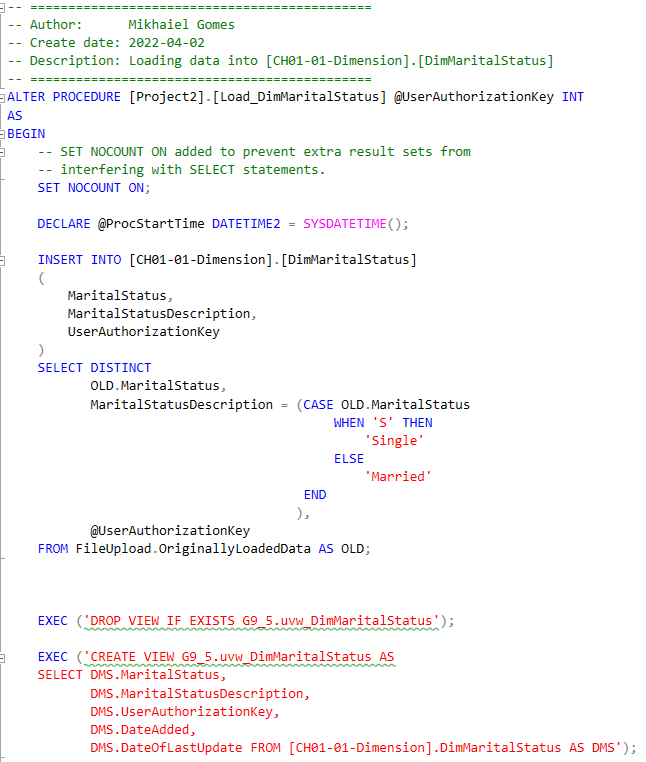 -- =============================================
-- Author:      Mikhaiel Gomes
-- Create date: 2022-04-02
-- Description: Loading data into [CH01-01-Dimension].[DimMaritalStatus]
-- =============================================
ALTER PROCEDURE [Project2].[Load_DimMaritalStatus] @UserAuthorizationKey INT
AS
BEGIN
    -- SET NOCOUNT ON added to prevent extra result sets from
    -- interfering with SELECT statements.
    SET NOCOUNT ON;
    DECLARE @ProcStartTime DATETIME2 = SYSDATETIME();
    INSERT INTO [CH01-01-Dimension].[DimMaritalStatus]
    (
        MaritalStatus,
        MaritalStatusDescription,
        UserAuthorizationKey
    )
    SELECT DISTINCT
           OLD.MaritalStatus,
           MaritalStatusDescription = (CASE OLD.MaritalStatus
                                           WHEN 'S' THEN
                                               'Single'
                                           ELSE
                                               'Married'
                                       END
                                      ),
           @UserAuthorizationKey
    FROM FileUpload.OriginallyLoadedData AS OLD;
    EXEC ('DROP VIEW IF EXISTS G9_5.uvw_DimMaritalStatus');
    EXEC ('CREATE VIEW G9_5.uvw_DimMaritalStatus AS
    SELECT DMS.MaritalStatus,
           DMS.MaritalStatusDescription,
           DMS.UserAuthorizationKey,
           DMS.DateAdded,
           DMS.DateOfLastUpdate FROM [CH01-01-Dimension].DimMaritalStatus AS DMS');